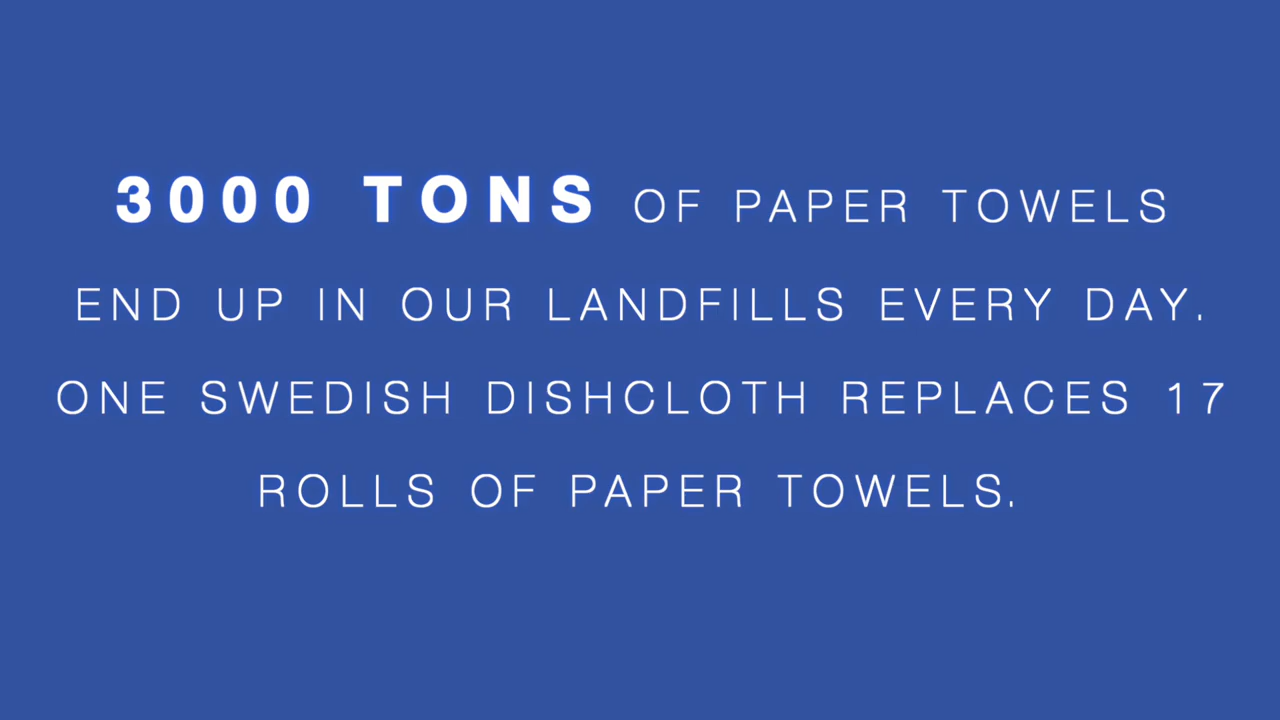 3000 TONS OF PAPER TOWELS
END UP IN OUR LANDFILLS EVERY DAY.
ONE SWEDISH DISHCLOTH REPLACES 17
ROLLS OF PAPER TOWELS.